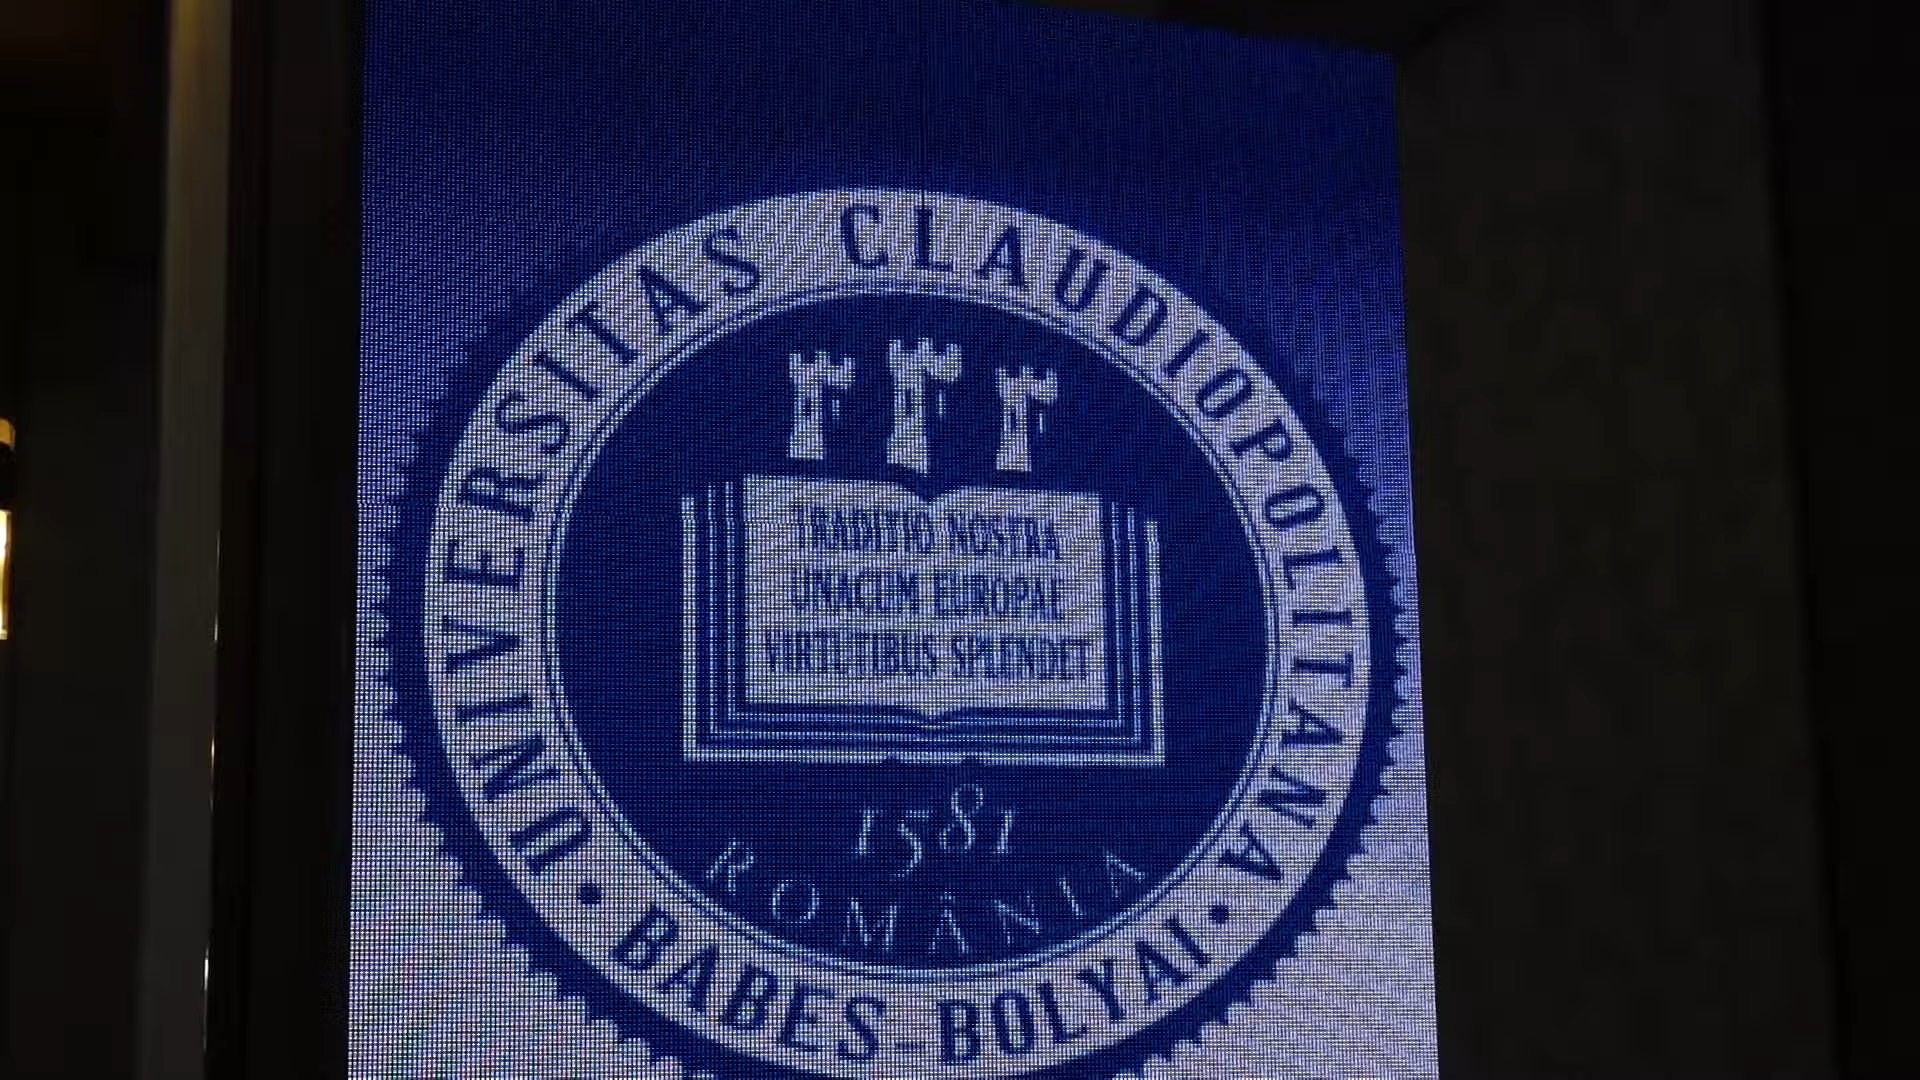 UNIVERSITAS CLAUDIOPOLITANA
TRADITIO NOSTRA
UNACUM EUROPAE
VIRTUTIBUS SPLENDET
1581
ROMÂNIA
• BABES-BOLYAI •